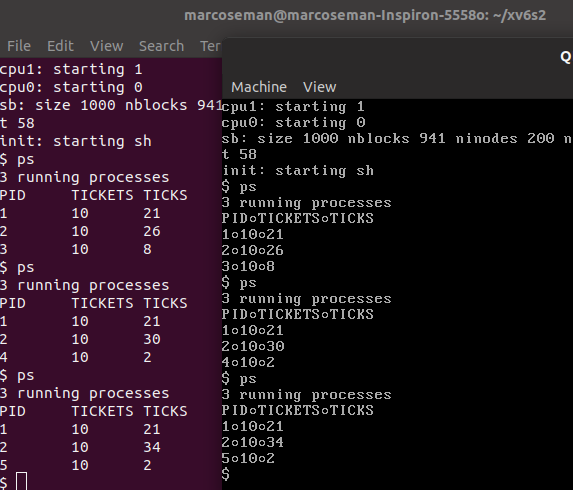 marcoseman@marcoseman-Inspiron-5558o: ~/xv6s2
File Edit View Search Ter
cpu1: starting 1
cpu0: starting 0
sb: size 1000 nblocks 941
t 58
init: starting sh
$ ps
3 running processes
PID TICKETS TICKS
1 10 21
2 10 26
3 10 8
$ ps
3 running processes
PID TICKETS TICKS
1 10 21
2 10 30
4 10 2
$ ps
3 running processes
PID TICKETS TICKS
1 10 21
2 10 34
5 10 2
$
Q
Machine View
cpu1: starting 1
cpu0: starting 0
sb: size 1000 nblocks 941 ninodes 200 n
t 58
init: starting sh
$ ps
3 running processes
PID○TICKETS○TICKS
1○10○21
2○10○26
3○10○8
$ ps
3 running processes
PID○TICKETS○TICKS
1○10○21
2○10○30
4○10○2
$ ps
3 running processes
PID○TICKETS○TICKS
1○10○21
2○10○34
5○10○2
$